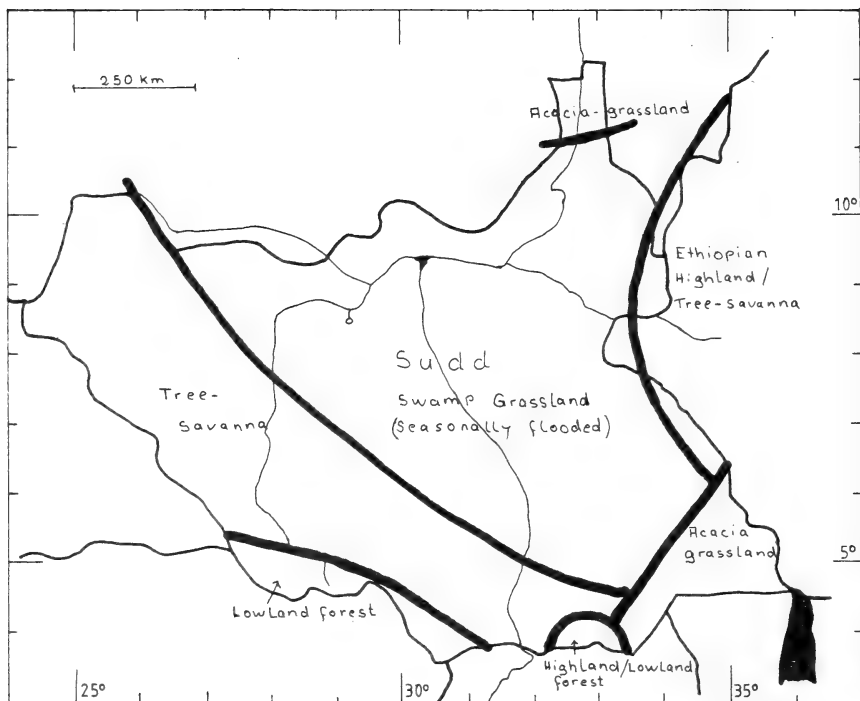 250 km
Acacia-grassland
10°
Ethiopian
Highland/
Tree-Savanna
Sudd
Swamp Grassland
(Seasonally flooded)
Tree-
Savanna
Acacia
grassland
5°
Lowland forest
Highland/Lowland
forest
25°
30°
35°